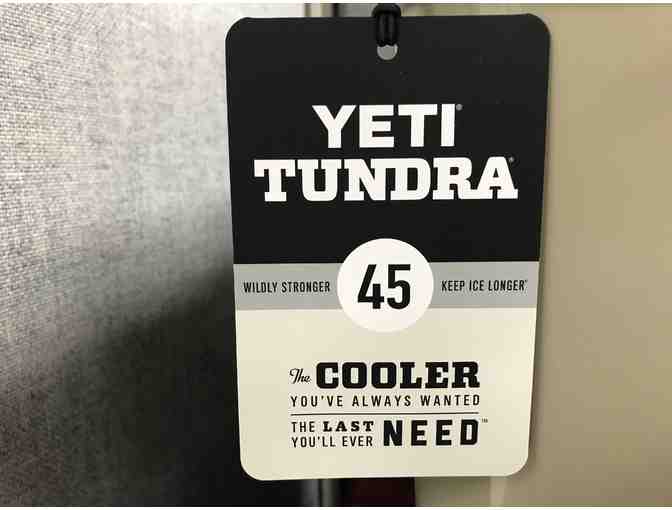 YETI®
TUNDRA®
WILDLY STRONGER 45 KEEP ICE LONGER®
The COOLER
YOU'VE ALWAYS WANTED
THE LAST
YOU'LL EVER NEED™